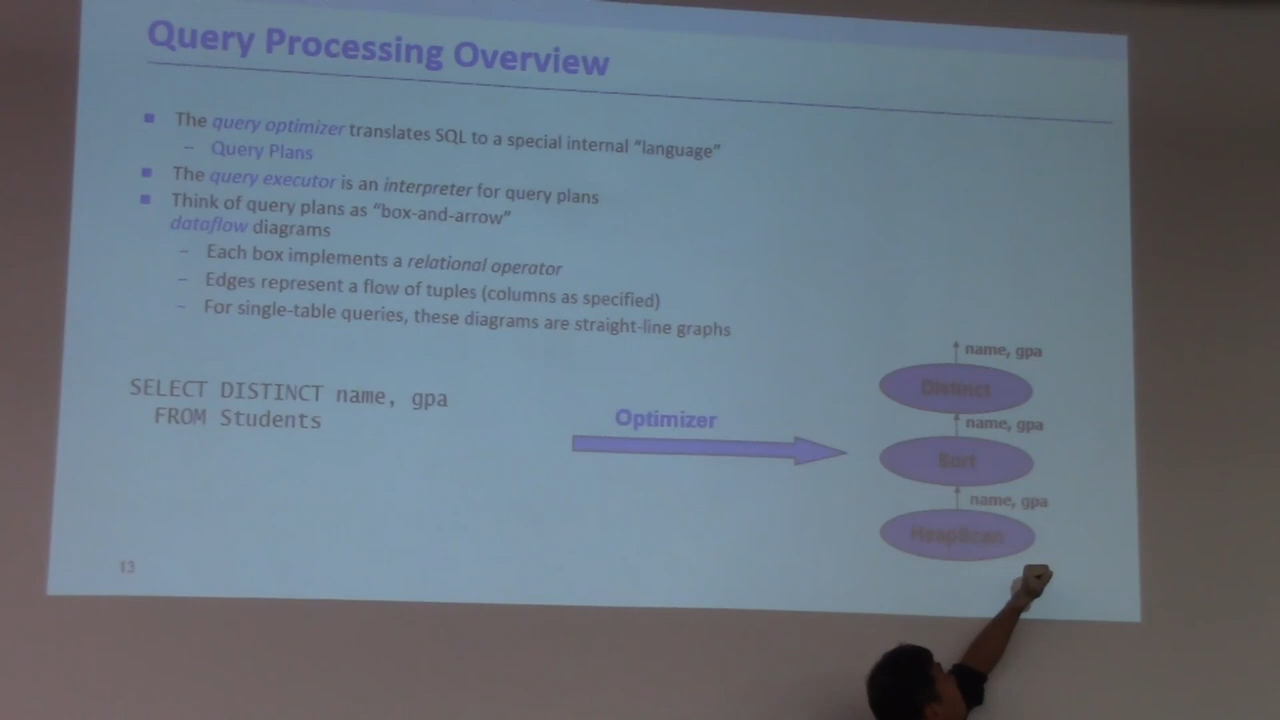 Query Processing Overview
▪ The query optimizer translates SQL to a special internal “language”
– Query Plans
▪ The query executor is an interpreter for query plans
▪ Think of query plans as “box-and-arrow”
dataflow diagrams
– Each box implements a relational operator
– Edges represent a flow of tuples (columns as specified)
– For single-table queries, these diagrams are straight-line graphs
SELECT DISTINCT name, gpa
FROM Students
Optimizer
name, gpa
Distinct
name, gpa
Sort
name, gpa
HeapScan
13